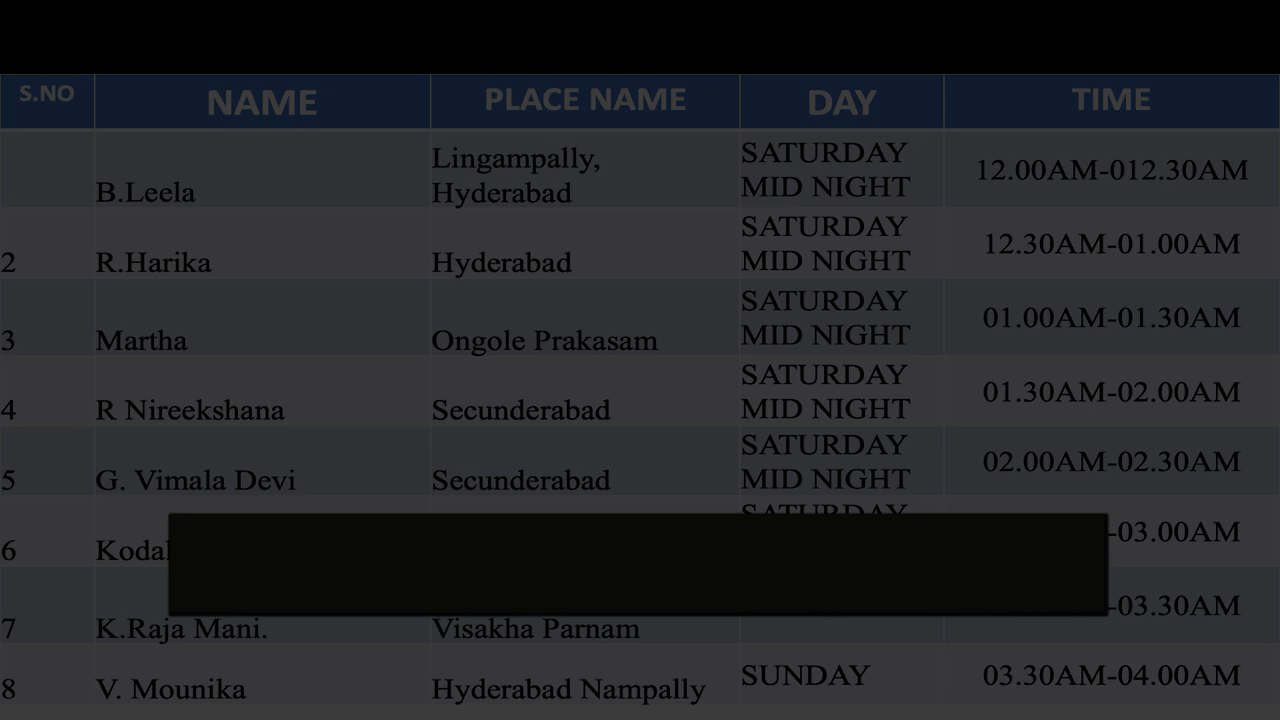 S.NO NAME PLACE NAME DAY TIME
B.Leela Lingampally, Hyderabad SATURDAY MID NIGHT 12.00AM-012.30AM
2 R.Harika Hyderabad SATURDAY MID NIGHT 12.30AM-01.00AM
3 Martha Ongole Prakasam SATURDAY MID NIGHT 01.00AM-01.30AM
4 R Nireekshana Secunderabad SATURDAY MID NIGHT 01.30AM-02.00AM
5 G. Vimala Devi Secunderabad SATURDAY MID NIGHT 02.00AM-02.30AM
6 SATURDAY -03.00AM
7 K.Raja Mani. Visakha Parnam -03.30AM
8 V. Mounika Hyderabad Nampally SUNDAY 03.30AM-04.00AM